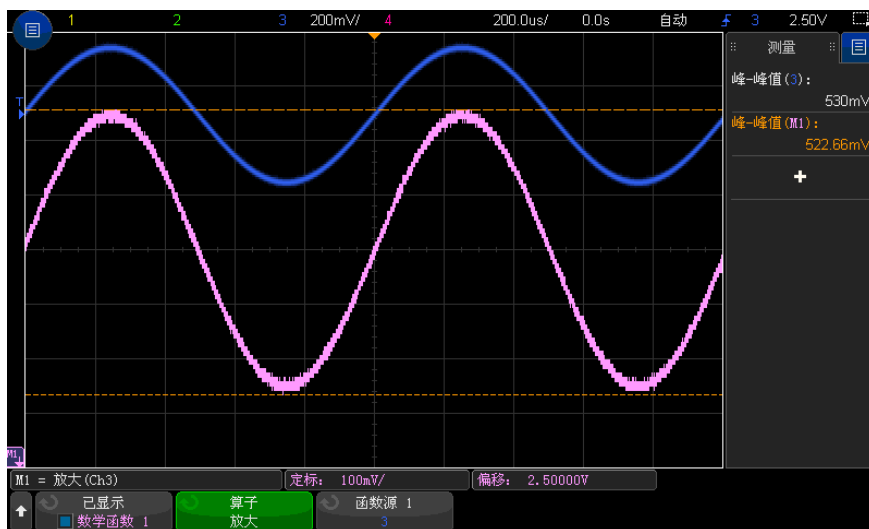 1 2 3 200mV/ 4 200.0us/ 0.0s 自动 3 2.50V
T
测量
峰-峰值(3):
530mV
峰-峰值(M1):
522.66mV
M1
M1 = 放大(Ch3) 定标: 100mV/ 偏移: 2.50000V
已显示 算子 函数源 1
数学函数 1 放大 3